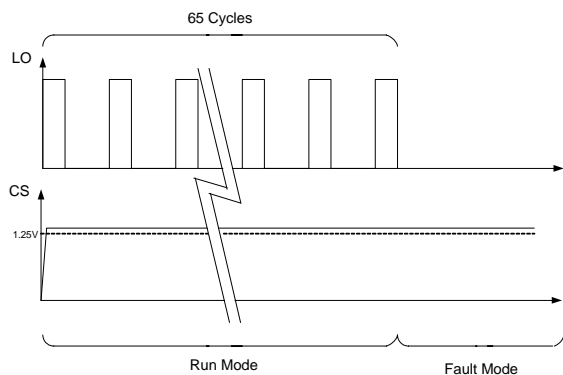 65 Cycles
LO
CS
1.25V
Run Mode
Fault Mode